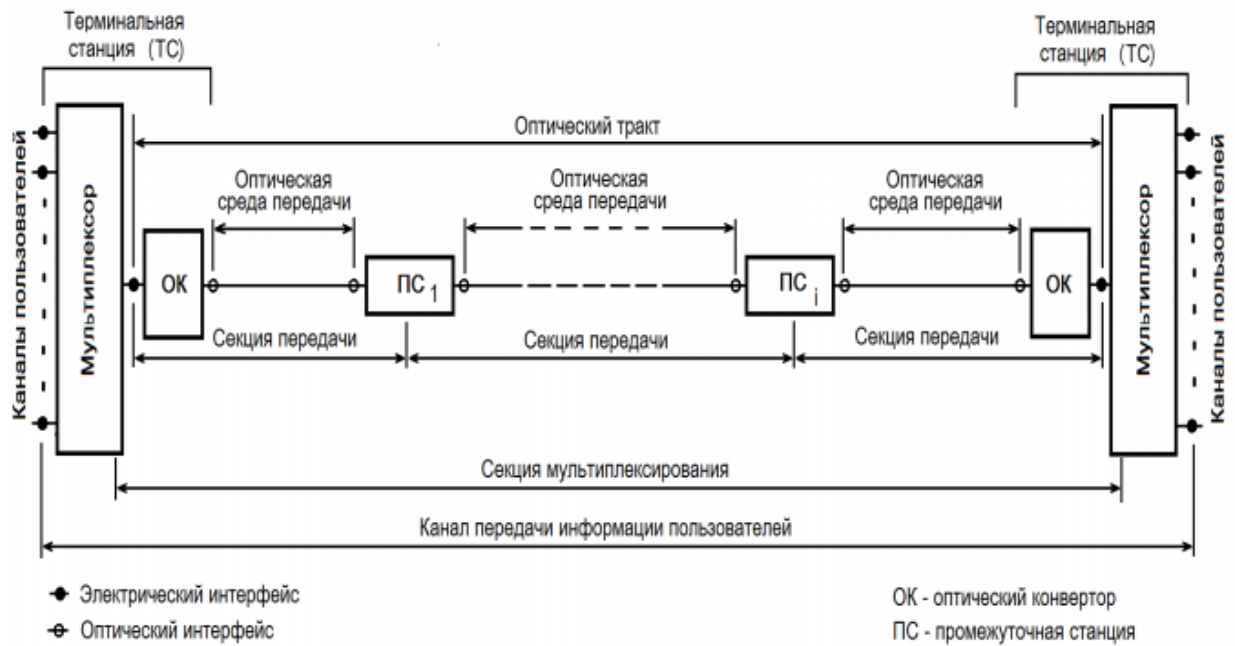 Терминальная
станция (ТС)
Терминальная
станция (ТС)
Оптический тракт
Оптическая
среда передачи
Оптическая
среда передачи
Оптическая
среда передачи
Каналы пользователей
Мультиплексор
ОК
ПС 1
ПС i
ОК
Мультиплексор
Каналы пользователей
Секция передачи
Секция передачи
Секция передачи
Секция мультиплексирования
Канал передачи информации пользователей
Электрический интерфейс
Оптический интерфейс
ОК - оптический конвертор
ПС - промежуточная станция